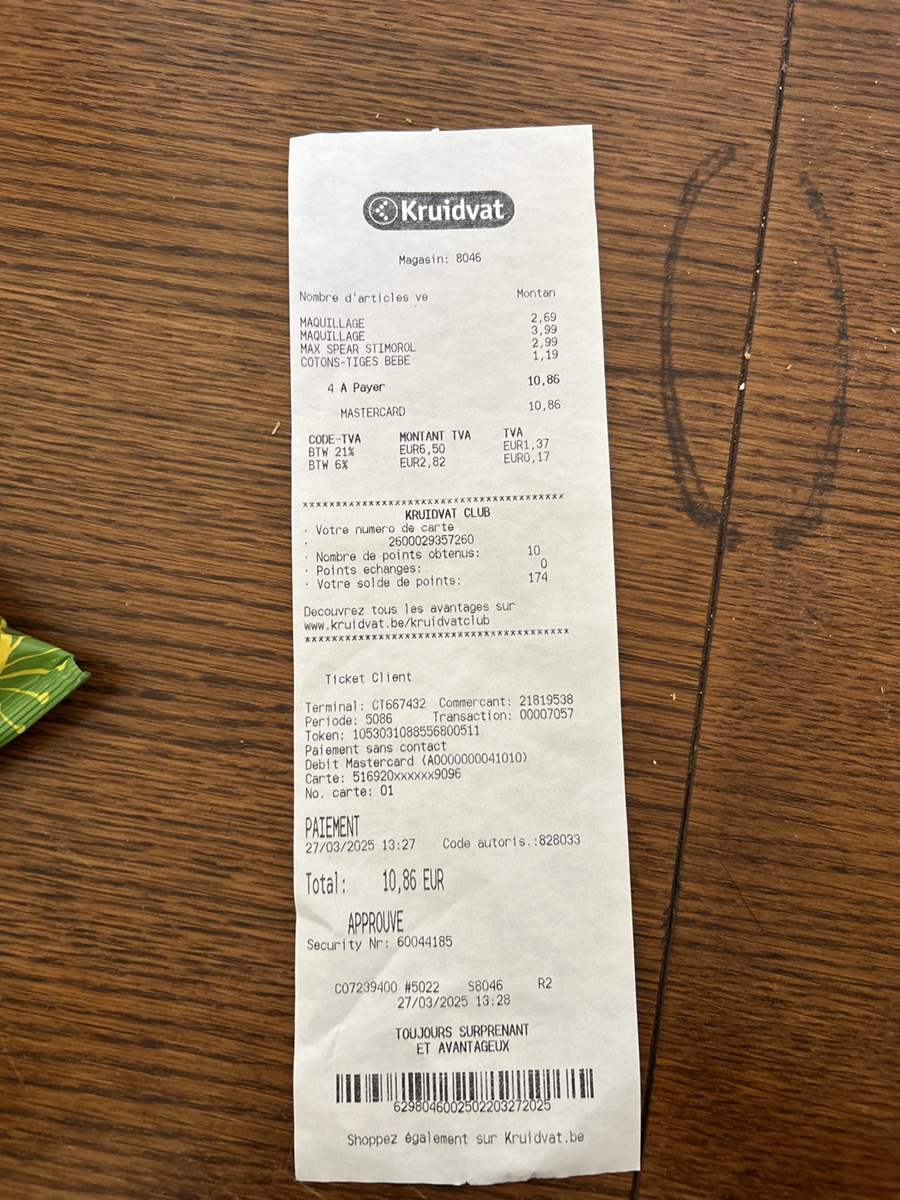 Kruidvat
Magasin: 8046
Nombre d'articles ve Montan
MAQUILLAGE 2,69
MAQUILLAGE 3,99
MAX SPEAR STIMOROL 2,99
COTONS-TIGES BEBE 1,19
4 A Payer 10,86
MASTERCARD 10,86
CODE-TVA MONTANT TVA TVA
BTW 21% EUR6,50 EUR1,37
BTW 6% EUR2,82 EUR0,17
****************************************
KRUIDVAT CLUB
· Votre numero de carte
· 2600029357260
· Nombre de points obtenus: 10
· Points echanges: 0
· Votre solde de points: 174
Decouvrez tous les avantages sur
www.kruidvat.be/kruidvatclub
****************************************
Ticket Client
Terminal: CT667432 Commercant: 21819538
Periode: 5086 Transaction: 00007057
Token: 1053031088556800511
Paiement sans contact
Debit Mastercard (A0000000041010)
Carte: 516920xxxxxx9096
No. carte: 01
PAIEMENT
27/03/2025 13:27 Code autoris.:828033
Total: 10,86 EUR
APPROUVE
Security Nr: 60044185
C07239400 #5022 S8046 R2
27/03/2025 13:28
TOUJOURS SURPRENANT
ET AVANTAGEUX
6298046002502203272025
Shoppez également sur Kruidvat.be